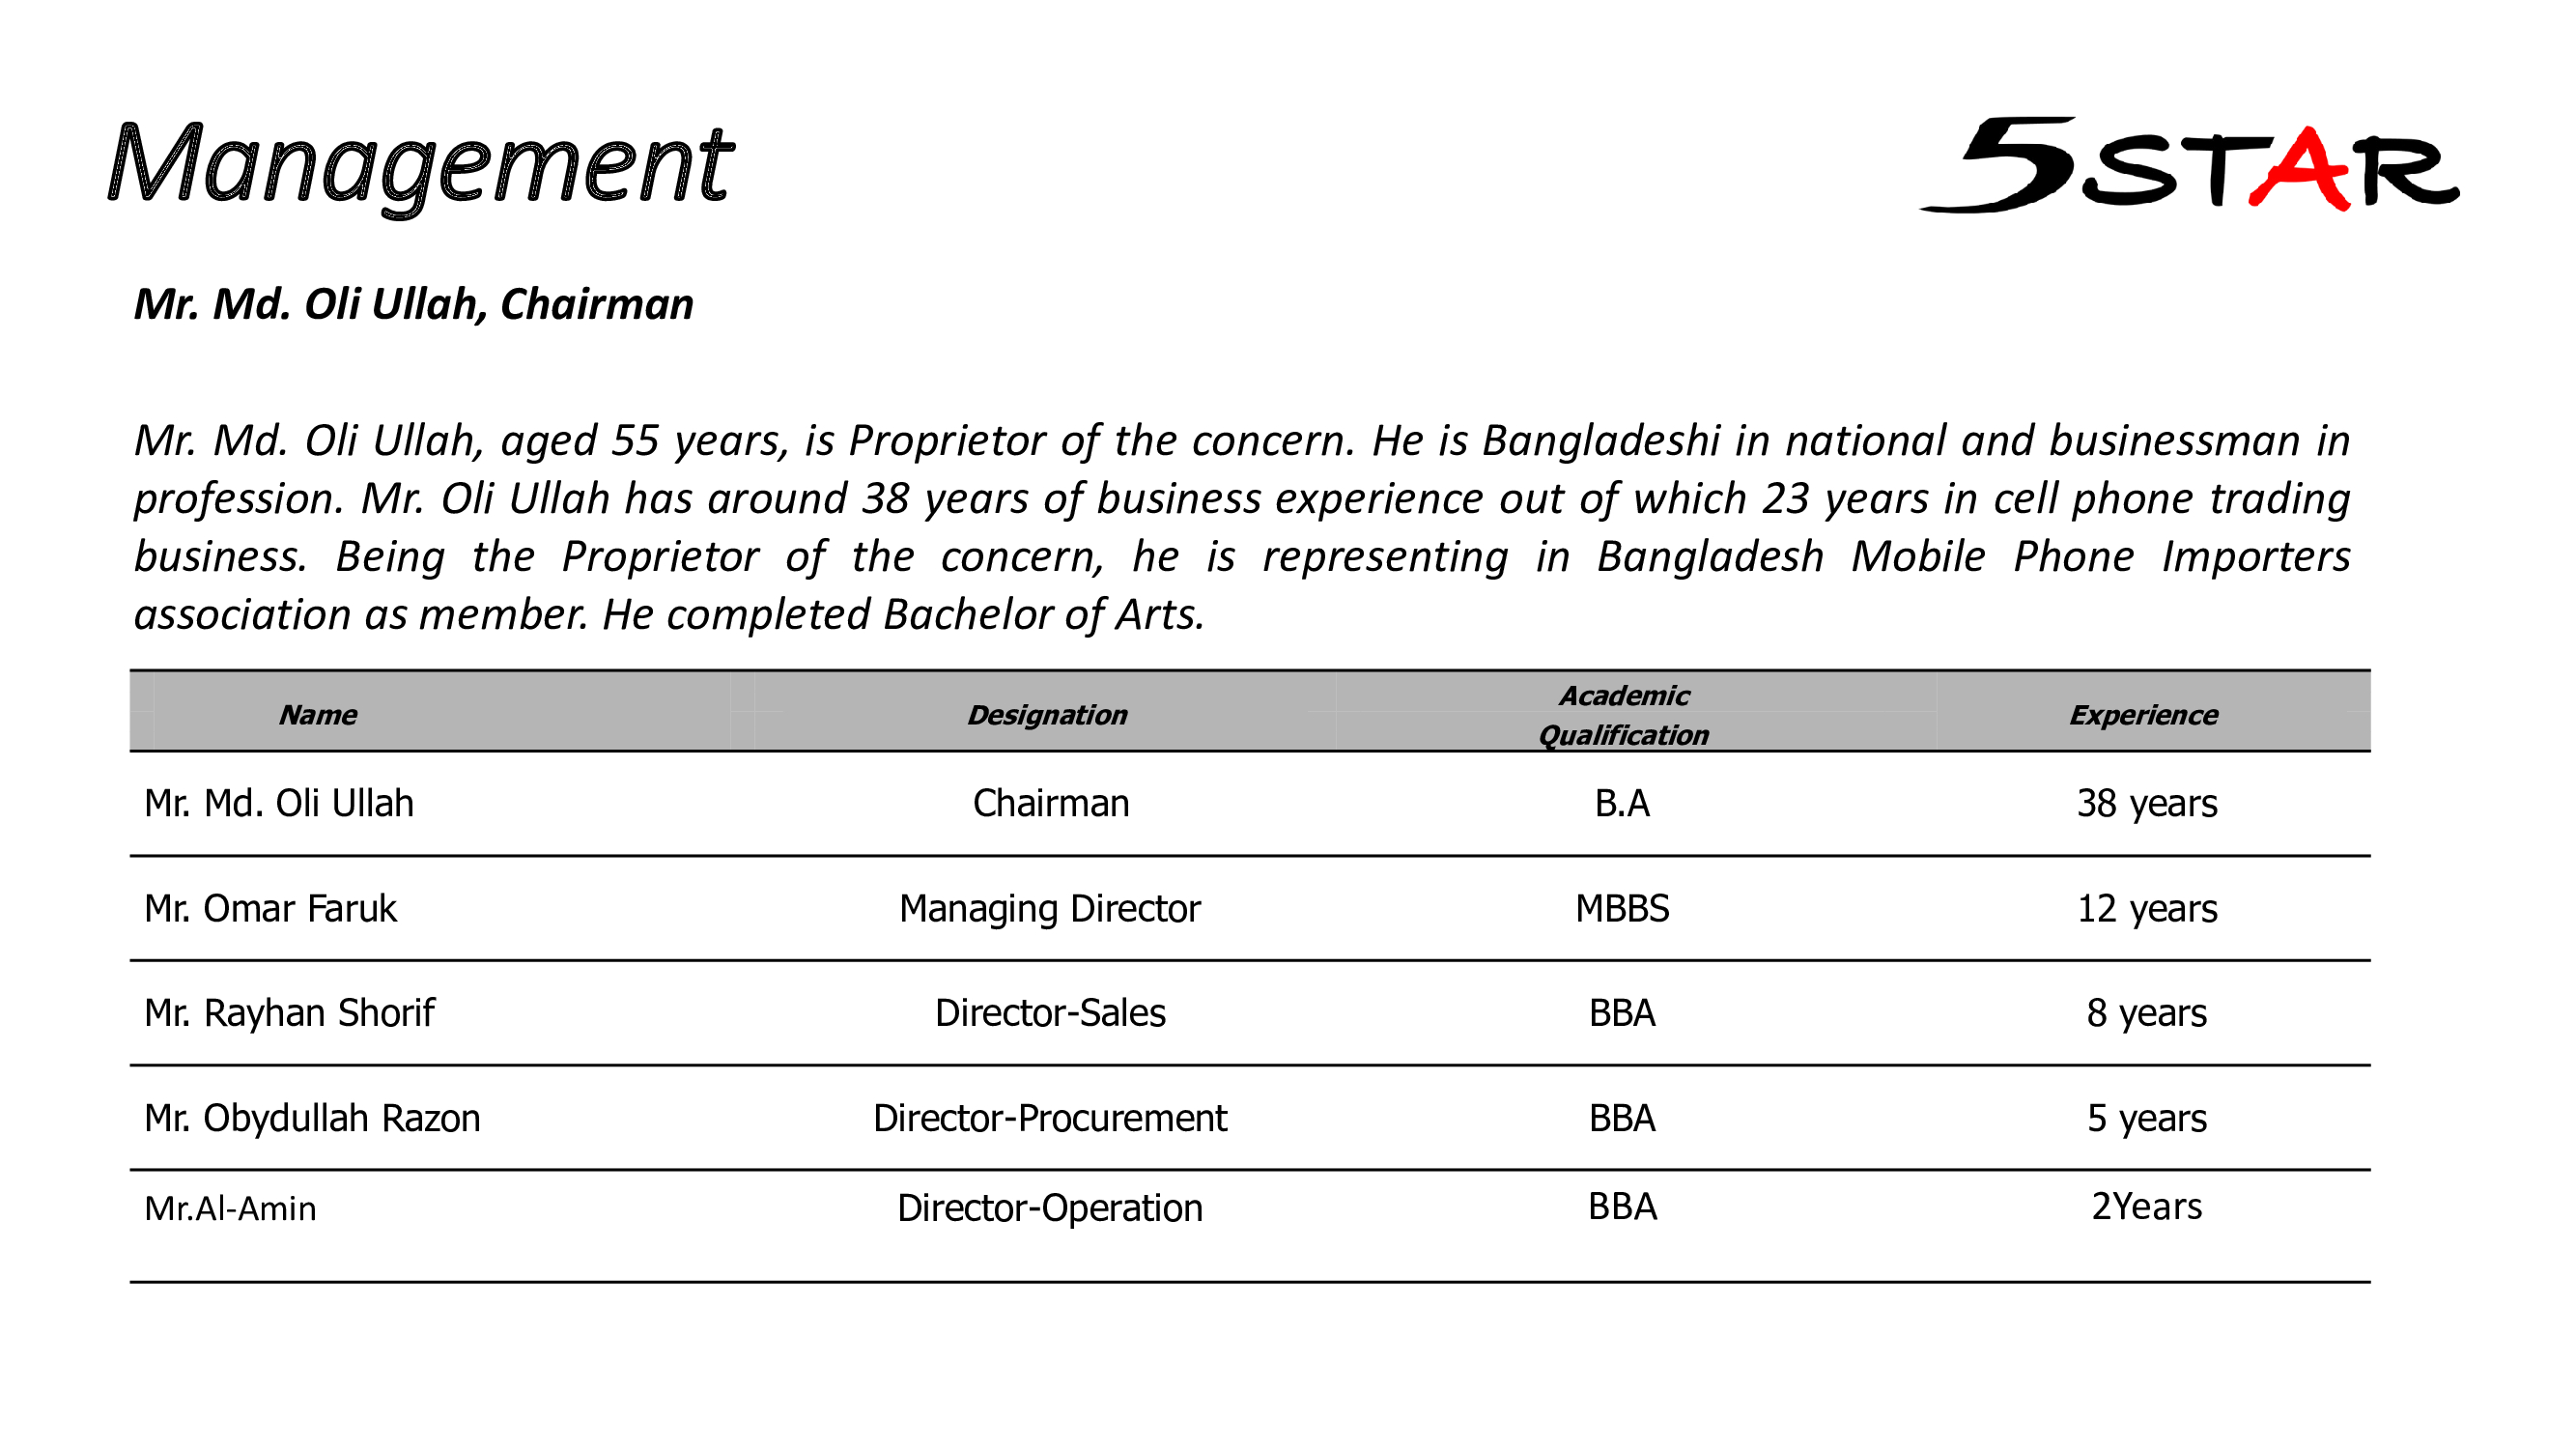 Management
5STAR
Mr. Md. Oli Ullah, Chairman
Mr. Md. Oli Ullah, aged 55 years, is Proprietor of the concern. He is Bangladeshi in national and businessman in
profession. Mr. Oli Ullah has around 38 years of business experience out of which 23 years in cell phone trading
business. Being the Proprietor of the concern, he is representing in Bangladesh Mobile Phone Importers
association as member. He completed Bachelor of Arts.
Name Designation Academic Qualification Experience
Mr. Md. Oli Ullah Chairman B.A 38 years
Mr. Omar Faruk Managing Director MBBS 12 years
Mr. Rayhan Shorif Director-Sales BBA 8 years
Mr. Obydullah Razon Director-Procurement BBA 5 years
Mr.Al-Amin Director-Operation BBA 2Years